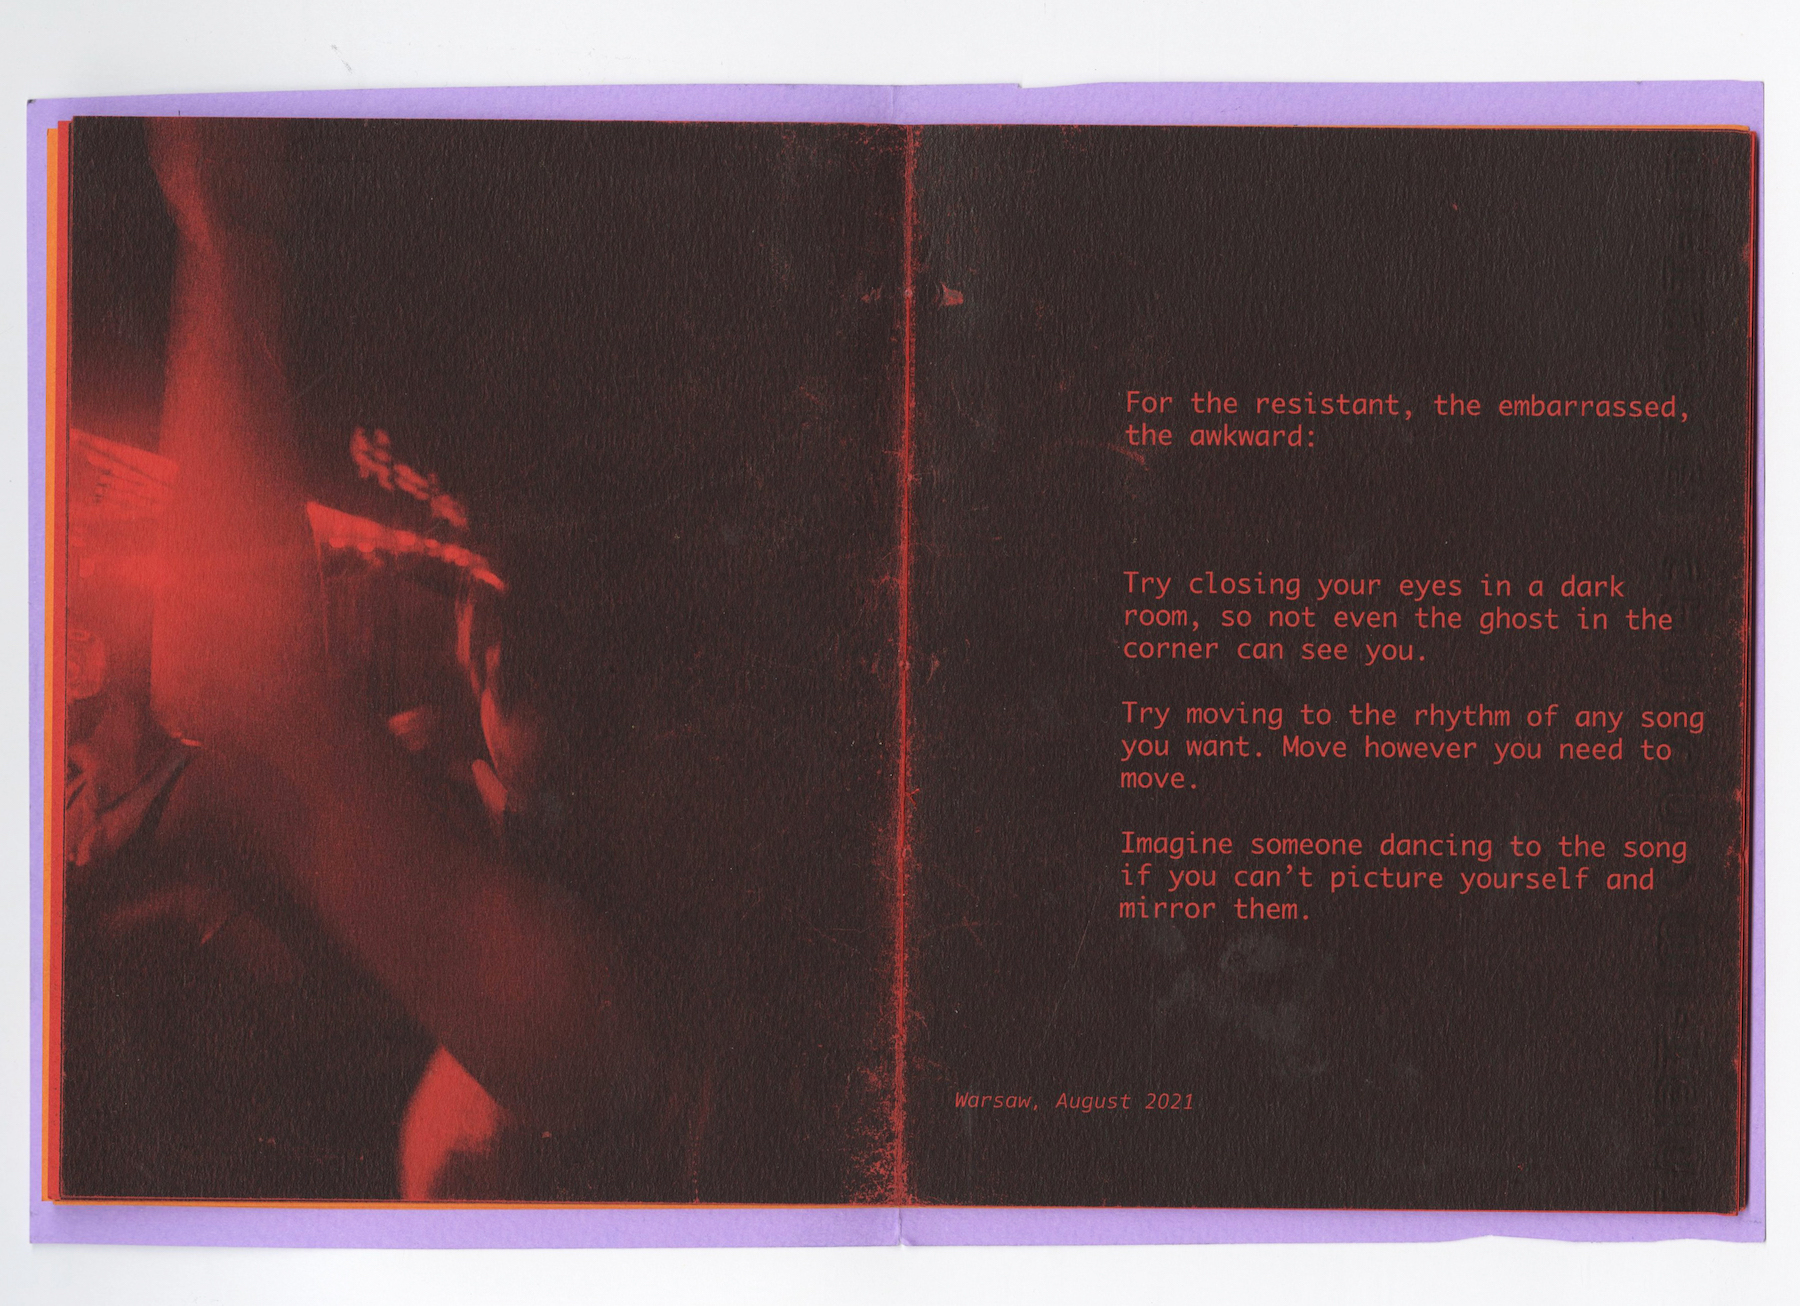 For the resistant, the embarrassed,
the awkward:
Try closing your eyes in a dark
room, so not even the ghost in the
corner can see you.
Try moving to the rhythm of any song
you want. Move however you need to
move.
Imagine someone dancing to the song
if you can’t picture yourself and
mirror them.
Warsaw, August 2021